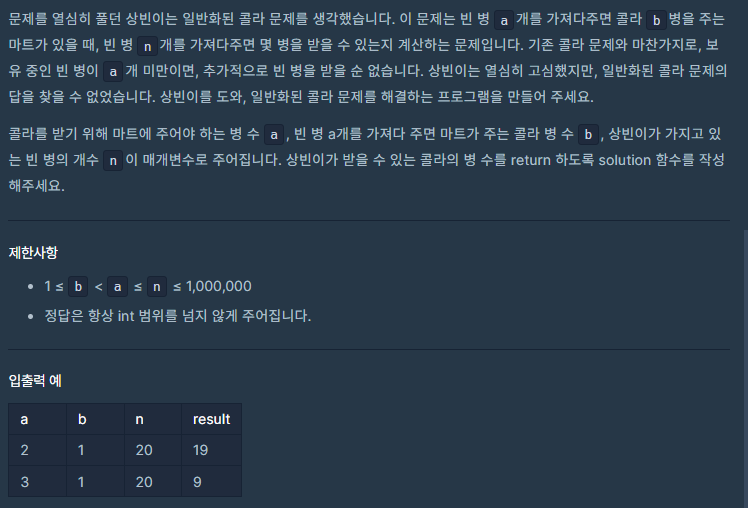 문제를 열심히 풀던 상빈이는 일반화된 콜라 문제를 생각했습니다. 이 문제는 빈 병 a 개를 가져다주면 콜라 b 병을 주는
마트가 있을 때, 빈 병 n 개를 가져다주면 몇 병을 받을 수 있는지 계산하는 문제입니다. 기존 콜라 문제와 마찬가지로, 보
유 중인 빈 병이 a 개 미만이면, 추가적으로 빈 병을 받을 순 없습니다. 상빈이는 열심히 고심했지만, 일반화된 콜라 문제의
답을 찾을 수 없었습니다. 상빈이를 도와, 일반화된 콜라 문제를 해결하는 프로그램을 만들어 주세요.
콜라를 받기 위해 마트에 주어야 하는 병 수 a , 빈 병 a개를 가져다 주면 마트가 주는 콜라 병 수 b , 상빈이가 가지고 있
는 빈 병의 개수 n 이 매개변수로 주어집니다. 상빈이가 받을 수 있는 콜라의 병 수를 return 하도록 solution 함수를 작성
해주세요.
제한사항
• 1 ≤ b < a ≤ n ≤ 1,000,000
• 정답은 항상 int 범위를 넘지 않게 주어집니다.
입출력 예
a b n result
2 1 20 19
3 1 20 9